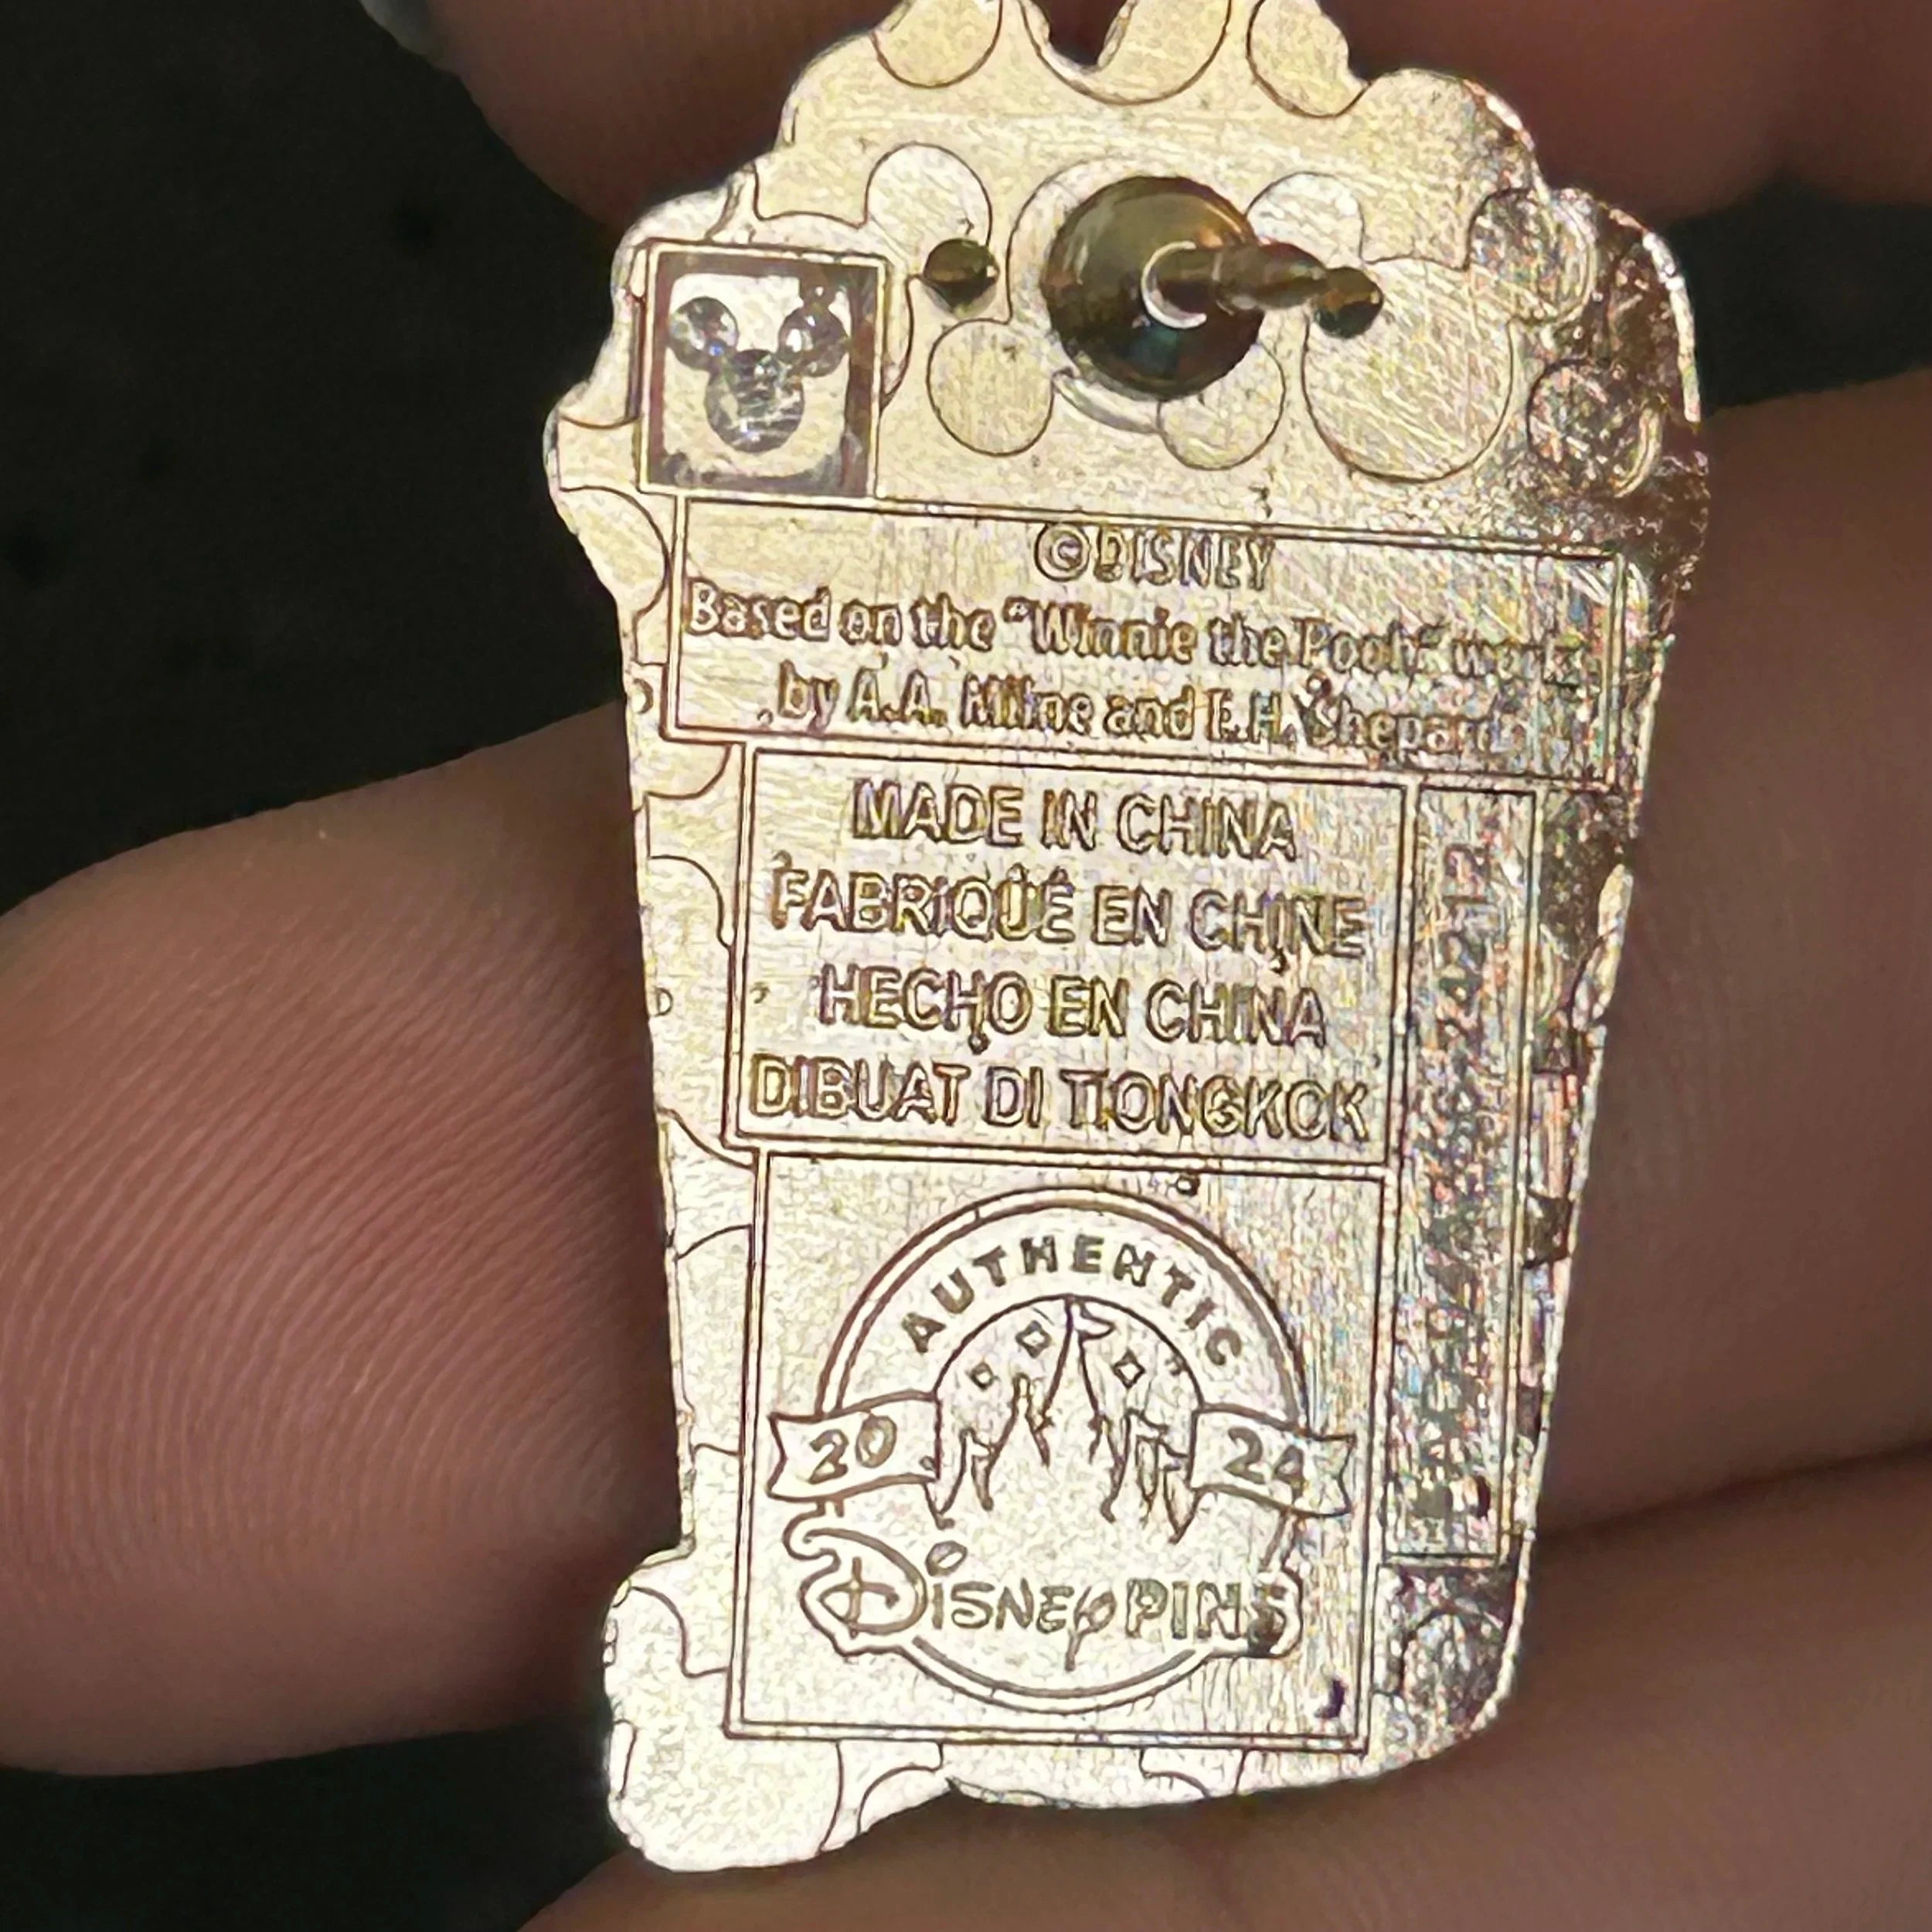 ©DISNEY
Based on the "Winnie the Pooh" works
by A.A. Milne and E.H. Shepard
MADE IN CHINA
FABRIQUÉ EN CHINE
HECHO EN CHINA
DIBUAT DI TIONGKOK
AUTHENTIC
20 24
Disney PINS